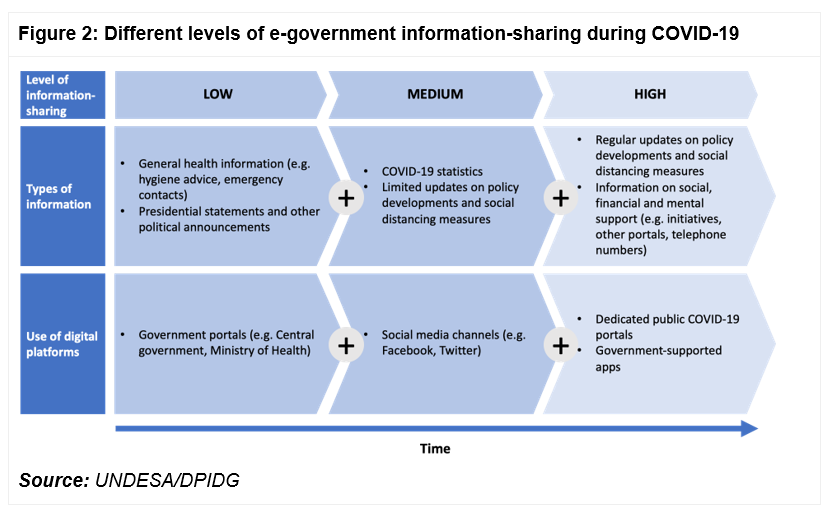 Figure 2: Different levels of e-government information-sharing during COVID-19
Level of
information-
sharing
LOW
MEDIUM
HIGH
Types of
information
• General health information (e.g.
hygiene advice, emergency
contacts)
• Presidential statements and other
political announcements
+
• COVID-19 statistics
• Limited updates on policy
developments and social
distancing measures
+
• Regular updates on policy
developments and social
distancing measures
• Information on social,
financial and mental
support (e.g. initiatives,
other portals, telephone
numbers)
Use of digital
platforms
• Government portals (e.g. Central
government, Ministry of Health)
+
• Social media channels (e.g.
Facebook, Twitter)
+
• Dedicated public COVID-19
portals
• Government-supported
apps
Time
Source: UNDESA/DPIDG